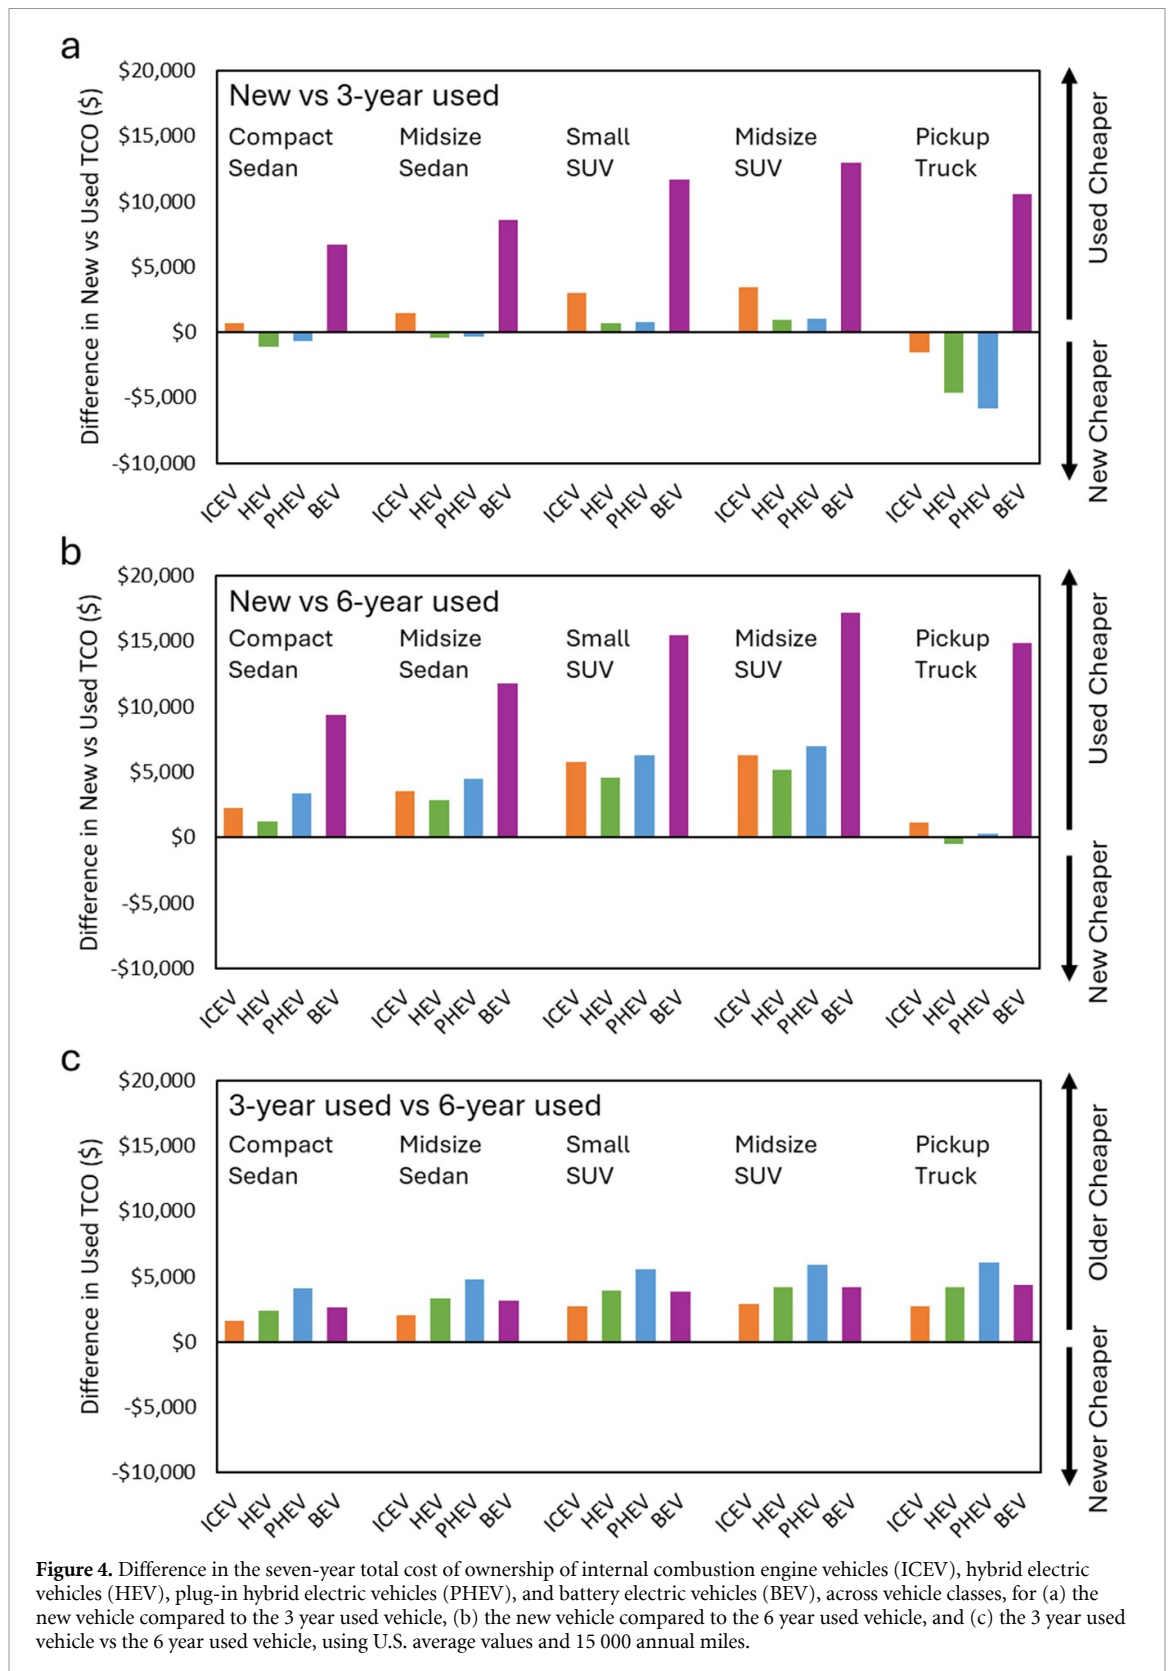 a
$20,000
New vs 3-year used
$15,000
Compact Sedan
Midsize Sedan
Small SUV
Midsize SUV
Pickup Truck
$10,000
$5,000
$0
-$5,000
-$10,000
Difference in New vs Used TCO ($)
Used Cheaper
New Cheaper
ICEV HEV PHEV BEV ICEV HEV PHEV BEV ICEV HEV PHEV BEV ICEV HEV PHEV BEV ICEV HEV PHEV BEV
b
$20,000
New vs 6-year used
$15,000
Compact Sedan
Midsize Sedan
Small SUV
Midsize SUV
Pickup Truck
$10,000
$5,000
$0
-$5,000
-$10,000
Difference in New vs Used TCO ($)
Used Cheaper
New Cheaper
ICEV HEV PHEV BEV ICEV HEV PHEV BEV ICEV HEV PHEV BEV ICEV HEV PHEV BEV ICEV HEV PHEV BEV
c
$20,000
3-year used vs 6-year used
$15,000
Compact Sedan
Midsize Sedan
Small SUV
Midsize SUV
Pickup Truck
$10,000
$5,000
$0
-$5,000
-$10,000
Difference in Used TCO ($)
Older Cheaper
Newer Cheaper
ICEV HEV PHEV BEV ICEV HEV PHEV BEV ICEV HEV PHEV BEV ICEV HEV PHEV BEV ICEV HEV PHEV BEV
Figure 4. Difference in the seven-year total cost of ownership of internal combustion engine vehicles (ICEV), hybrid electric
vehicles (HEV), plug-in hybrid electric vehicles (PHEV), and battery electric vehicles (BEV), across vehicle classes, for (a) the
new vehicle compared to the 3 year used vehicle, (b) the new vehicle compared to the 6 year used vehicle, and (c) the 3 year used
vehicle vs the 6 year used vehicle, using U.S. average values and 15 000 annual miles.